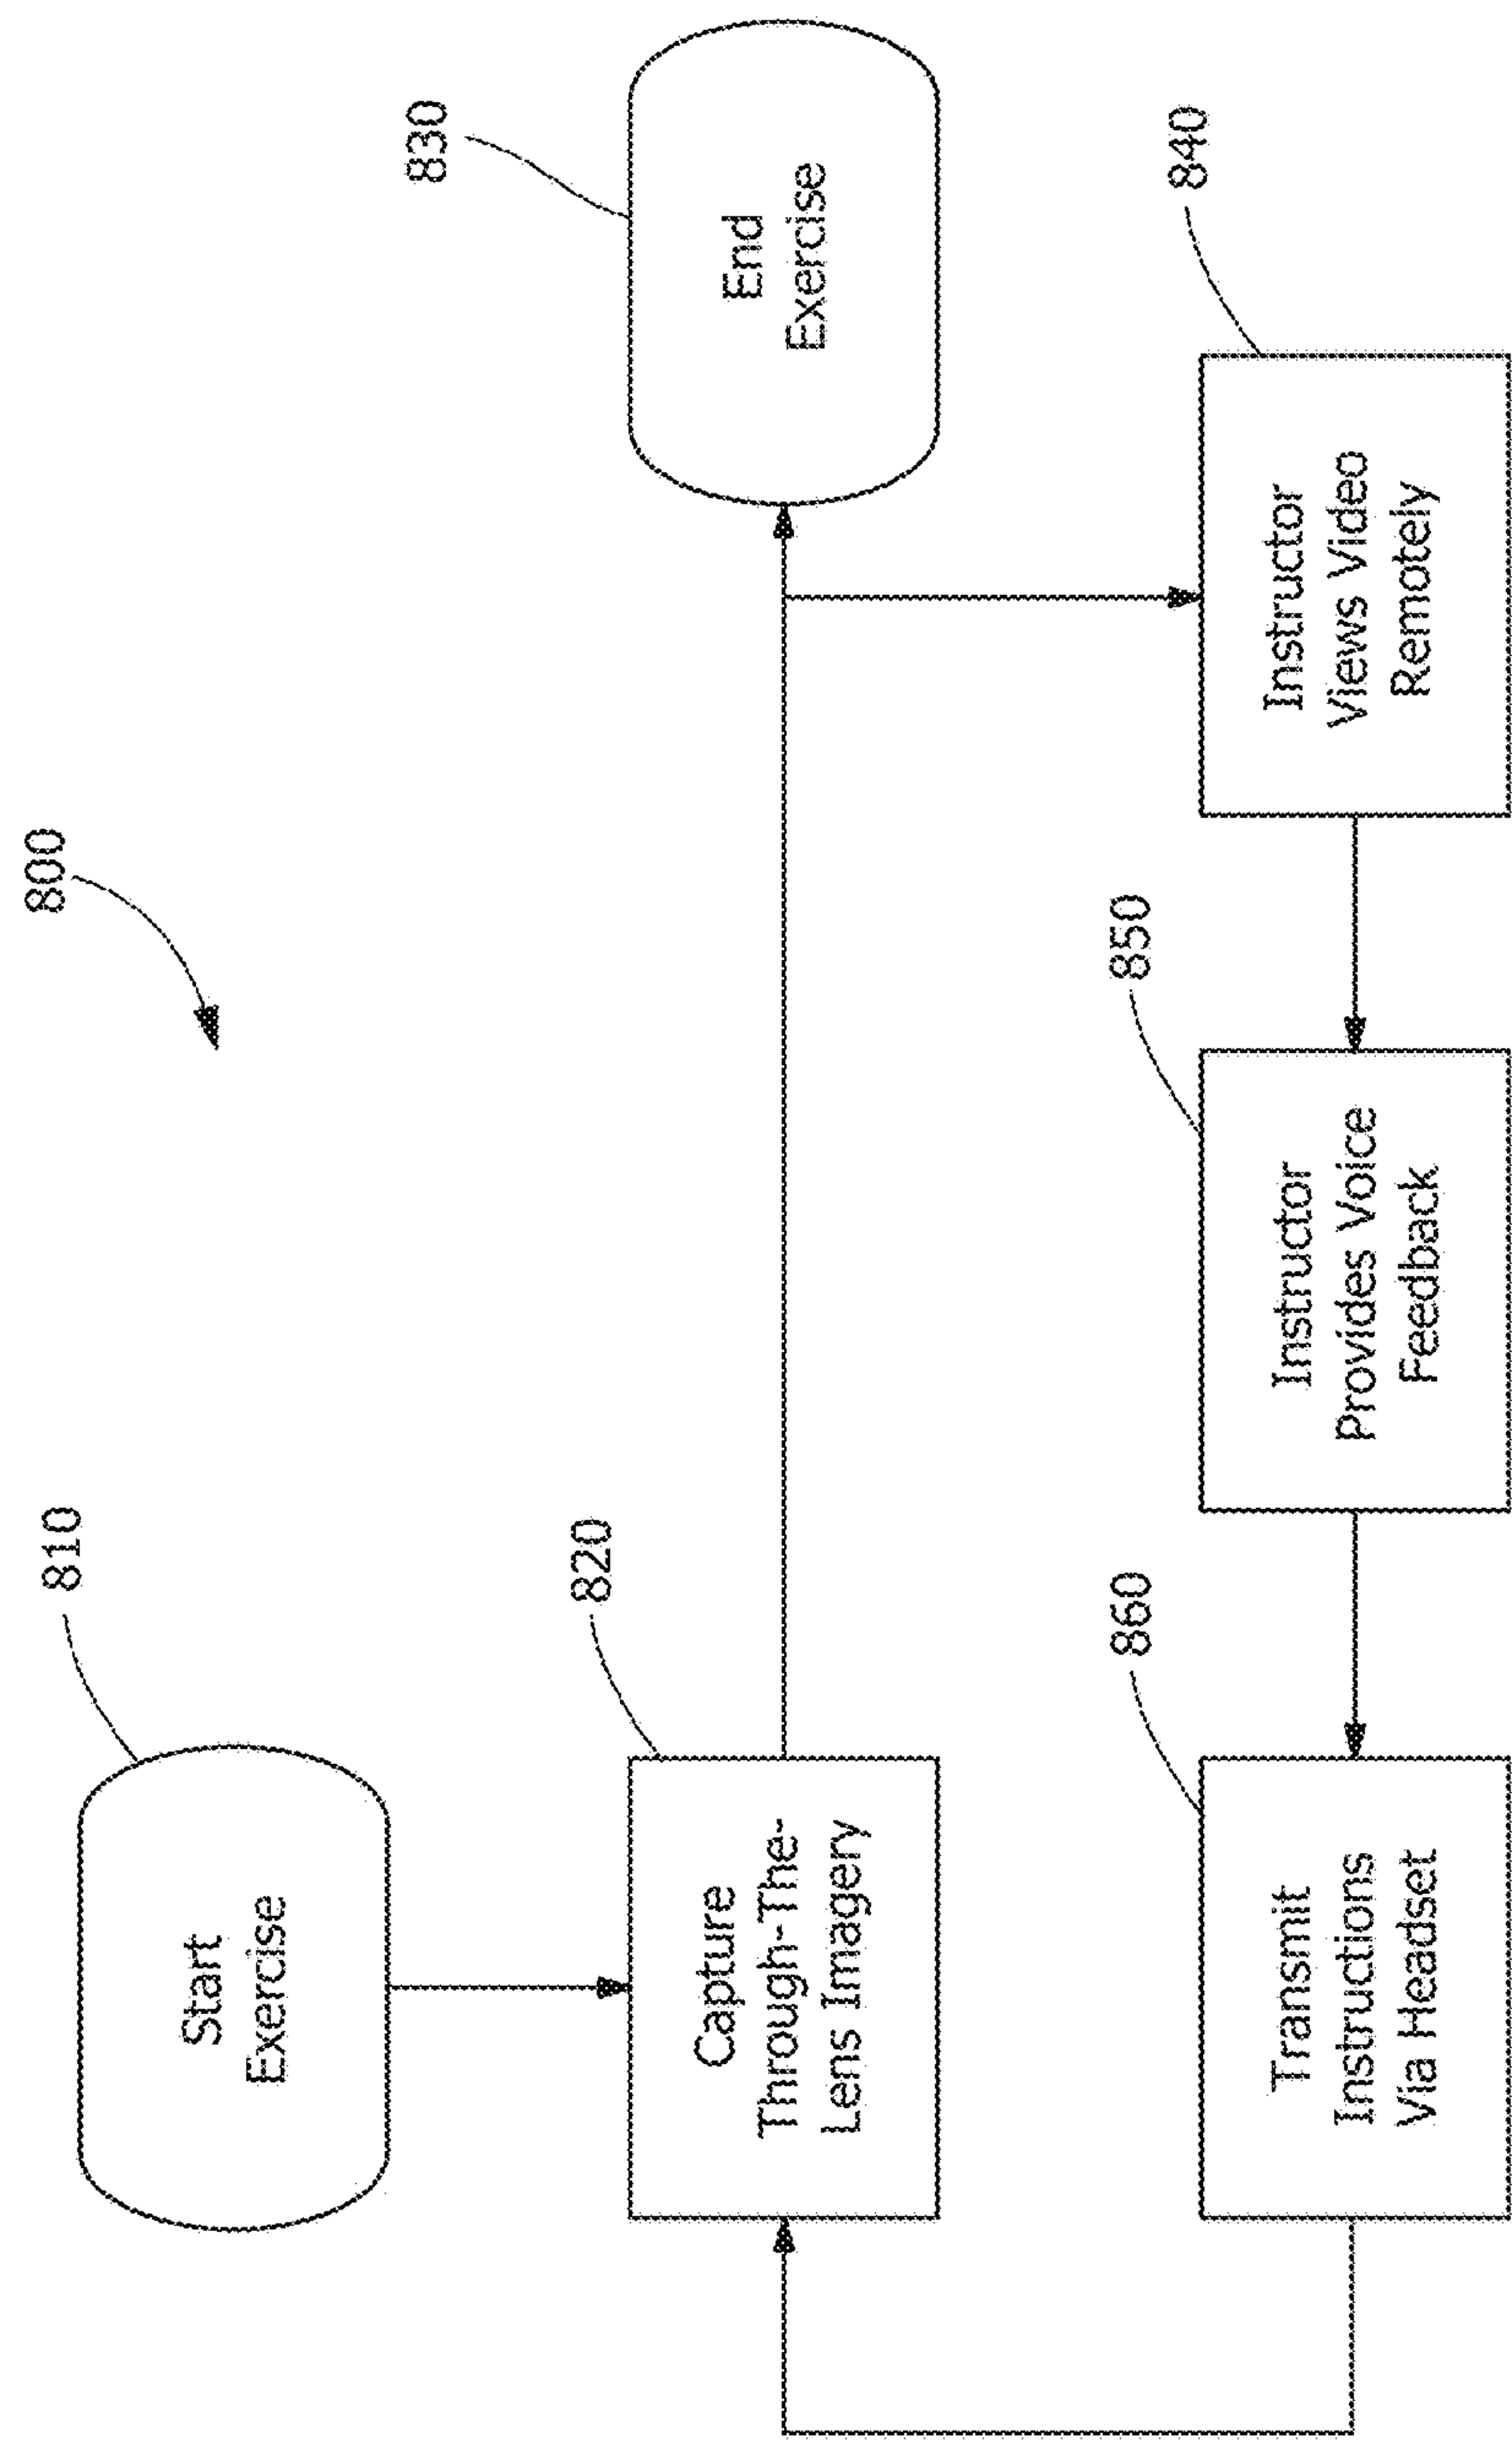 800
810
Start
Exercise
820
Capture
Through-The-
Lens Imagery
830
End
Exercise
860
Transmit
Instructions
Via Headset
850
Instructor
Provides Voice
Feedback
840
Instructor
Views Video
Remotely